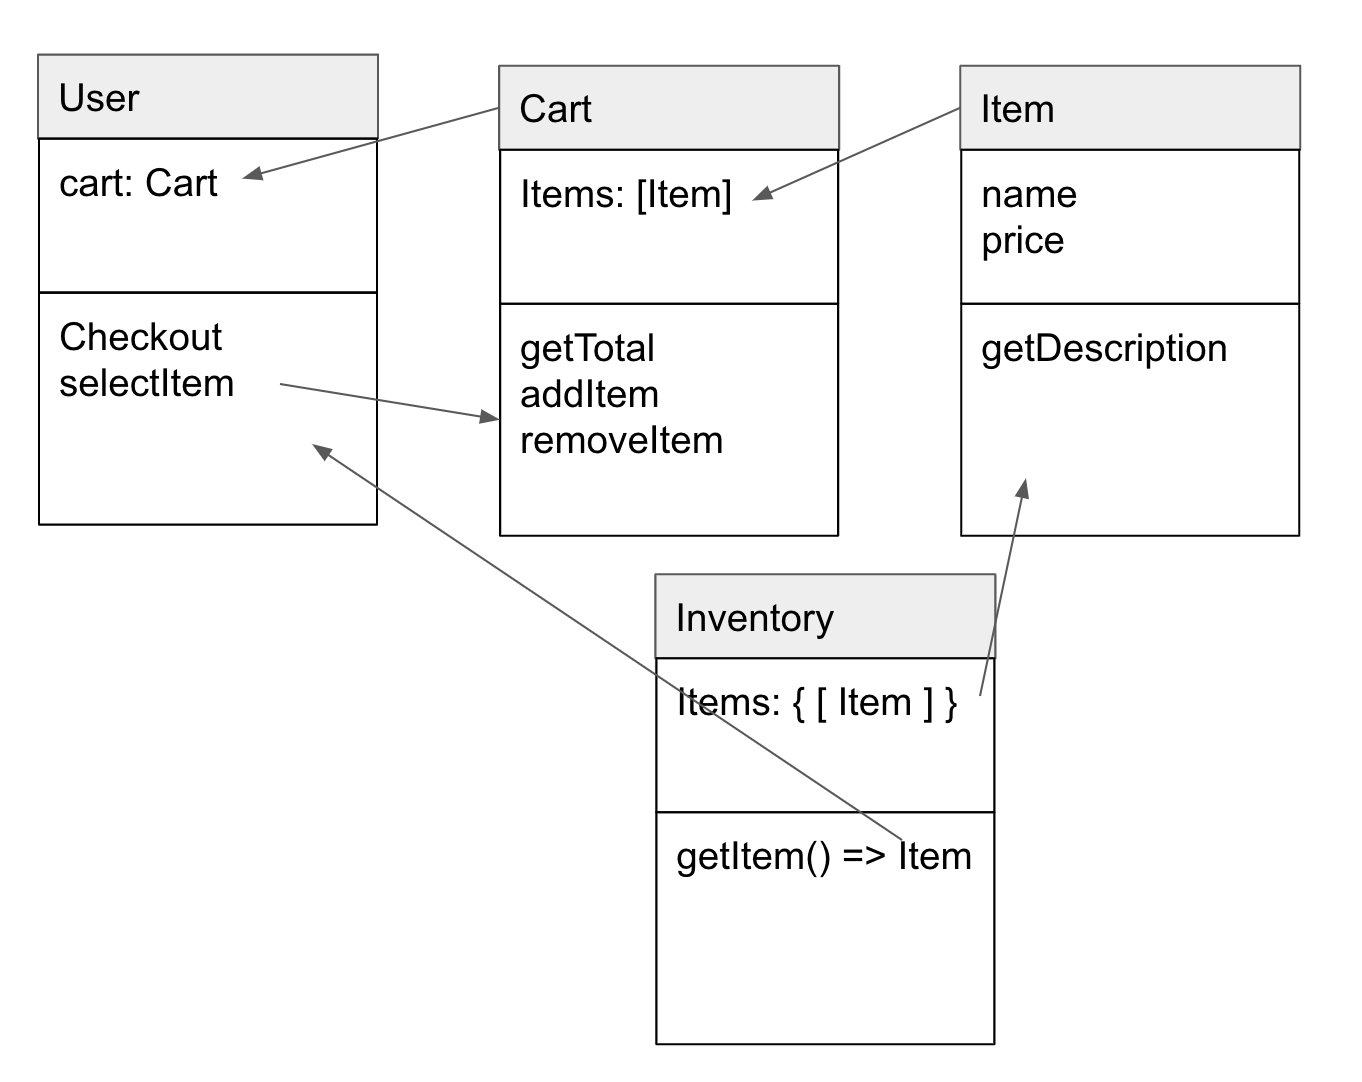 User
cart: Cart
Checkout
selectItem
Cart
Items: [Item]
getTotal
addItem
removeItem
Item
name
price
getDescription
Inventory
Items: { [ Item ] }
getItem() => Item